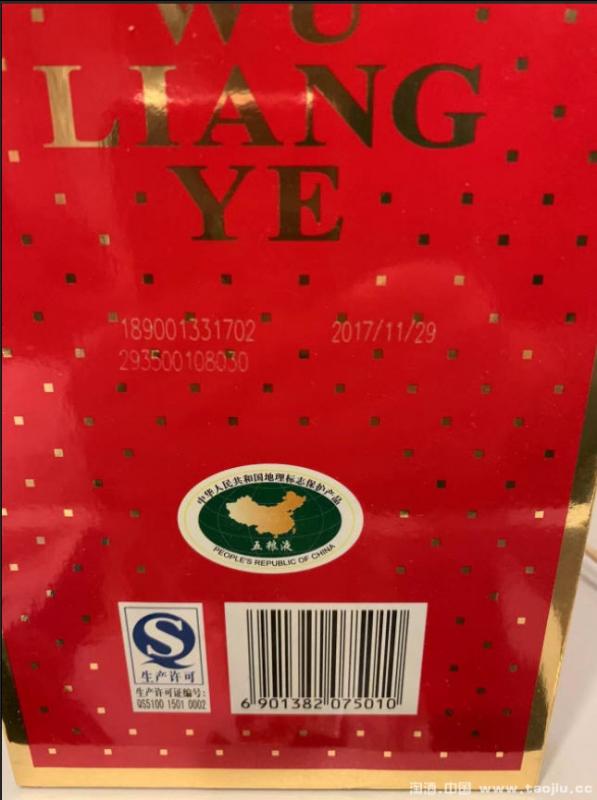 WU
LIANG
YE
189001331702 2017/11/29
293500108030
中华人民共和国地理标志保护产品
五粮液
PEOPLE'S REPUBLIC OF CHINA
S
生产许可
生产许可证编号:
QS5100 1501 0002
6 901382 075010
淘酒.中国 www.taojiu.cc